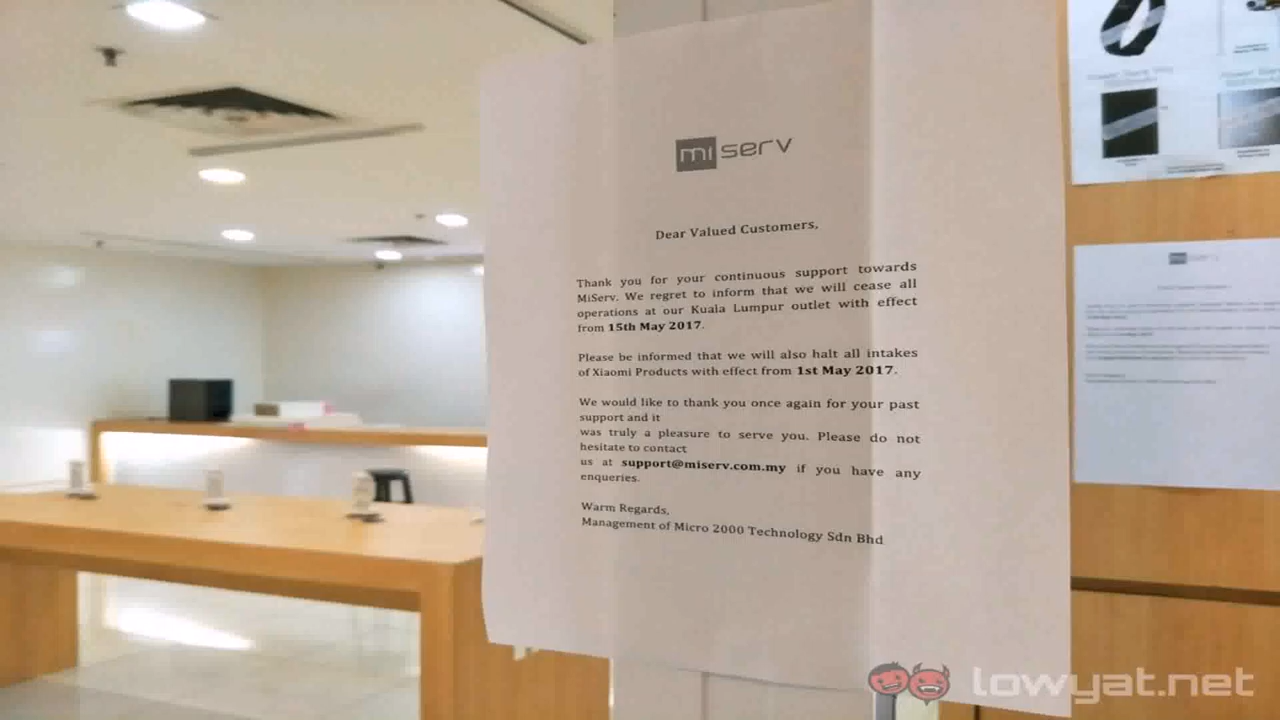 mi serv
Dear Valued Customers,
Thank you for your continuous support towards
MiServ. We regret to inform that we will cease all
operations at our Kuala Lumpur outlet with effect
from 15th May 2017.
Please be informed that we will also halt all intakes
of Xiaomi Products with effect from 1st May 2017.
We would like to thank you once again for your past
support and it
was truly a pleasure to serve you. Please do not
hesitate to contact
us at support@miserv.com.my if you have any
enqueries.
Warm Regards,
Management of Micro 2000 Technology Sdn Bhd
mi serv
lowyat.net